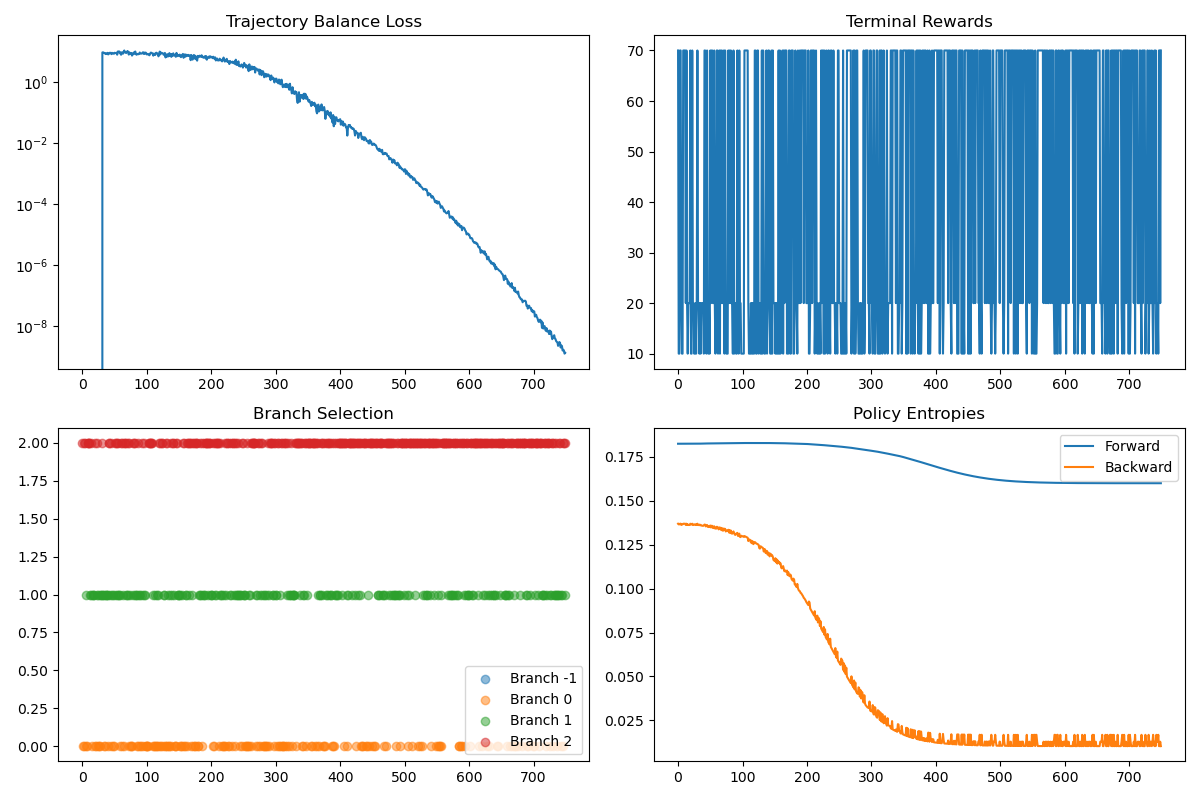 Trajectory Balance Loss
10⁰
10⁻²
10⁻⁴
10⁻⁶
10⁻⁸
0 100 200 300 400 500 600 700
Terminal Rewards
70
60
50
40
30
20
10
0 100 200 300 400 500 600 700
Branch Selection
2.00
1.75
1.50
1.25
1.00
0.75
0.50
0.25
0.00
0 100 200 300 400 500 600 700
Branch -1
Branch 0
Branch 1
Branch 2
Policy Entropies
0.175
0.150
0.125
0.100
0.075
0.050
0.025
0 100 200 300 400 500 600 700
Forward
Backward